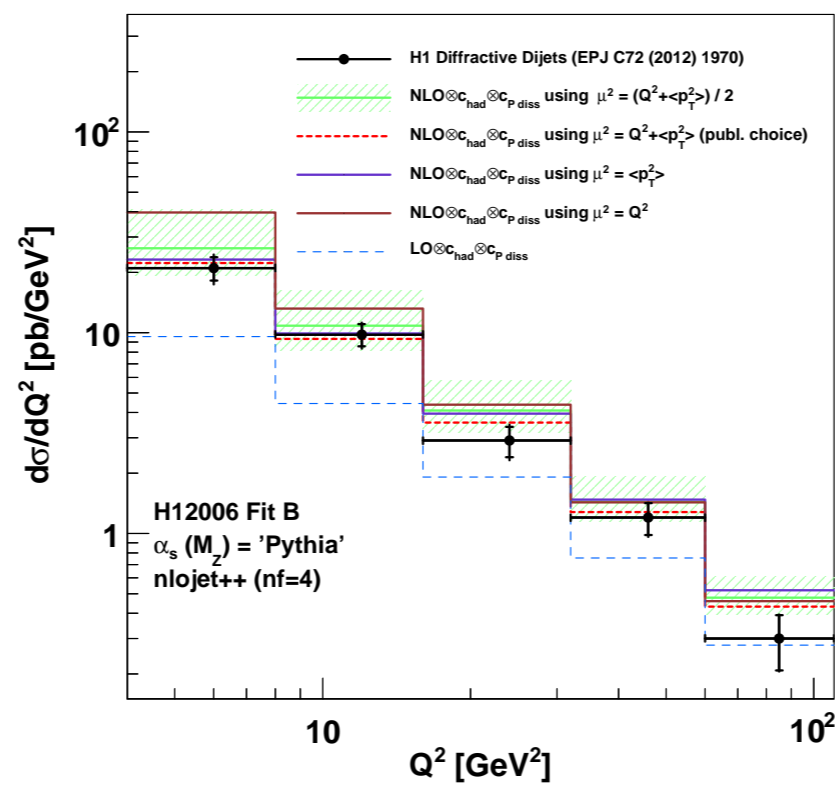 H1 Diffractive Dijets (EPJ C72 (2012) 1970)
NLO⊗c_had⊗c_P diss using μ² = (Q²+<p_T²>) / 2
NLO⊗c_had⊗c_P diss using μ² = Q²+<p_T²> (publ. choice)
NLO⊗c_had⊗c_P diss using μ² = <p_T²>
NLO⊗c_had⊗c_P diss using μ² = Q²
LO⊗c_had⊗c_P diss
dσ/dQ² [pb/GeV²]
10²
10
1
H12006 Fit B
α_s (M_Z) = 'Pythia'
nlojet++ (nf=4)
10
10²
Q² [GeV²]